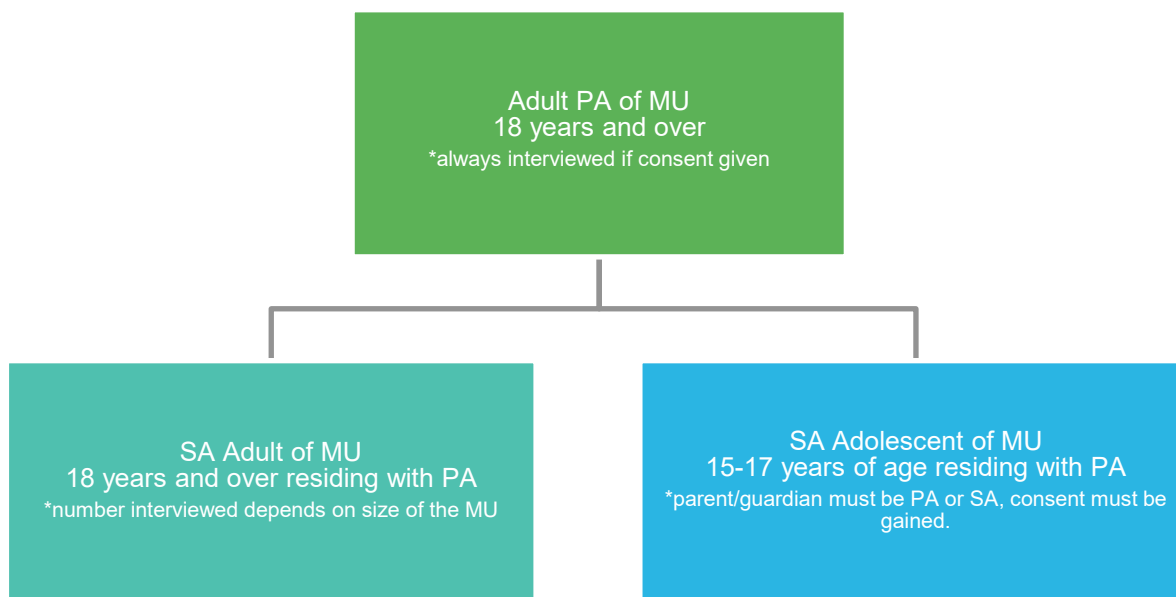 Adult PA of MU
18 years and over
*always interviewed if consent given
SA Adult of MU
18 years and over residing with PA
*number interviewed depends on size of the MU
SA Adolescent of MU
15-17 years of age residing with PA
*parent/guardian must be PA or SA, consent must be
gained.